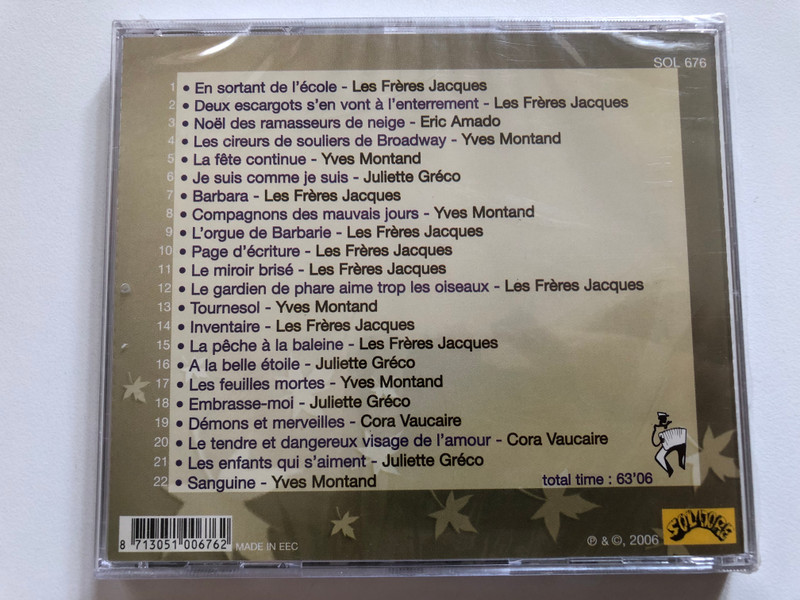 SOL 676
1 • En sortant de l'école - Les Frères Jacques
2 • Deux escargots s'en vont à l'enterrement - Les Frères Jacques
3 • Noël des ramasseurs de neige - Eric Amado
4 • Les cireurs de souliers de Broadway - Yves Montand
5 • La fête continue - Yves Montand
6 • Je suis comme je suis - Juliette Gréco
7 • Barbara - Les Frères Jacques
8 • Compagnons des mauvais jours - Yves Montand
9 • L'orgue de Barbarie - Les Frères Jacques
10 • Page d'écriture - Les Frères Jacques
11 • Le miroir brisé - Les Frères Jacques
12 • Le gardien de phare aime trop les oiseaux - Les Frères Jacques
13 • Tournesol - Yves Montand
14 • Inventaire - Les Frères Jacques
15 • La pêche à la baleine - Les Frères Jacques
16 • A la belle étoile - Juliette Gréco
17 • Les feuilles mortes - Yves Montand
18 • Embrasse-moi - Juliette Gréco
19 • Démons et merveilles - Cora Vaucaire
20 • Le tendre et dangereux visage de l'amour - Cora Vaucaire
21 • Les enfants qui s'aiment - Juliette Gréco
22 • Sanguine - Yves Montand
total time : 63'06
8 713051 006762
MADE IN EEC
℗ & ©, 2006
SOLDORE